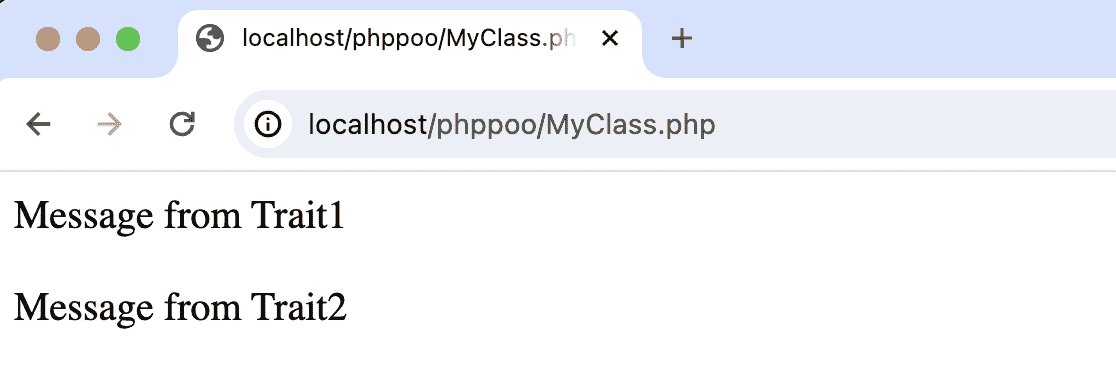 localhost/phppoo/MyClass.ph
localhost/phppoo/MyClass.php
Message from Trait1
Message from Trait2